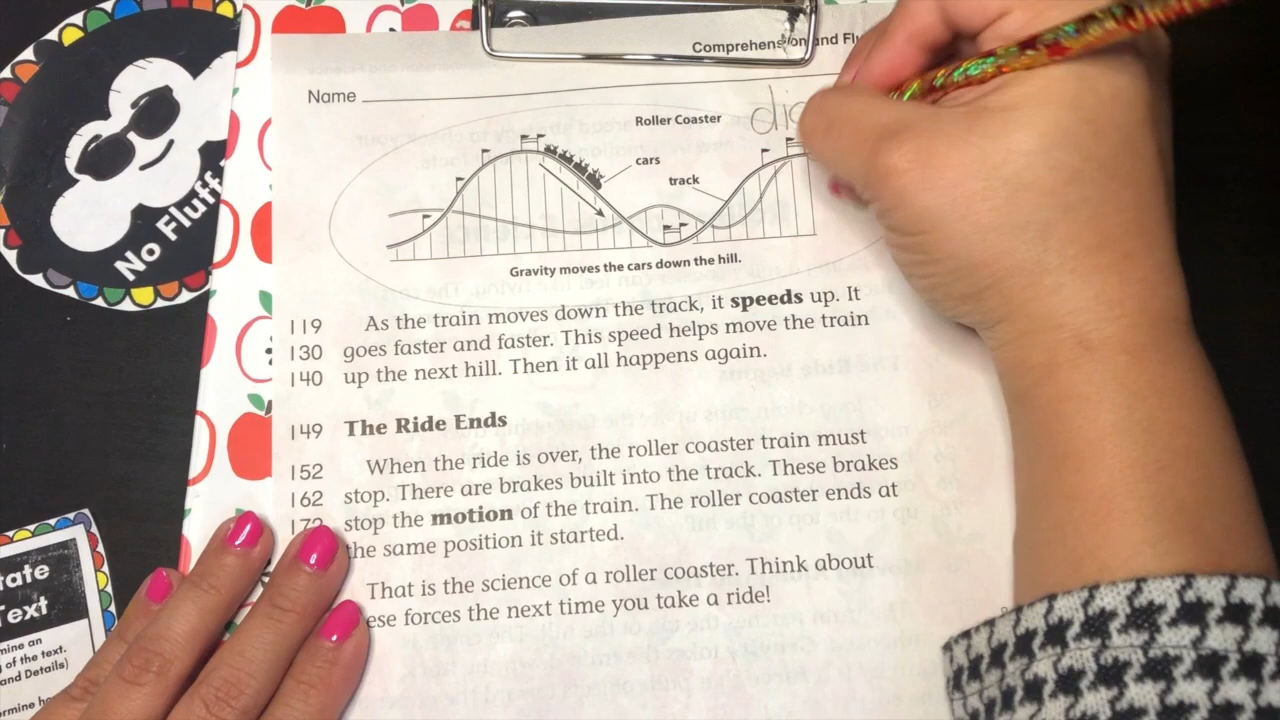 Comprehension and
Name
Roller Coaster
cars
track
Gravity moves the cars down the hill.
119 As the train moves down the track, it speeds up. It
130 goes faster and faster. This speed helps move the train
140 up the next hill. Then it all happens again.
149 The Ride Ends
152 When the ride is over, the roller coaster train must
162 stop. There are brakes built into the track. These brakes
172 stop the motion of the train. The roller coaster ends at
the same position it started.
That is the science of a roller coaster. Think about
ese forces the next time you take a ride!
No Fluff
Text
of the text.
and Details)